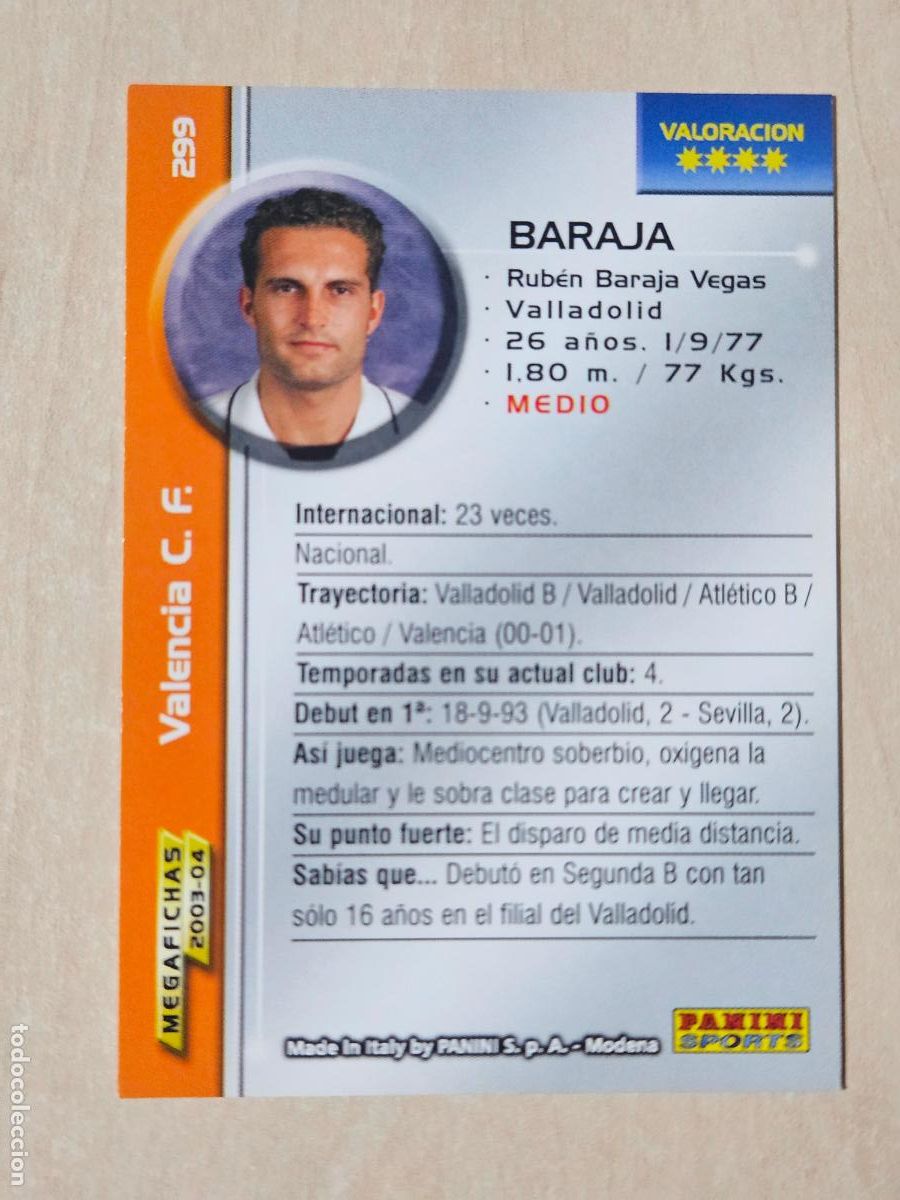 299
VALORACION
BARAJA
· Rubén Baraja Vegas
· Valladolid
· 26 años. 1/9/77
· 1,80 m. / 77 Kgs.
· MEDIO
Valencia C. F.
Internacional: 23 veces.
Nacional.
Trayectoria: Valladolid B / Valladolid / Atlético B /
Atlético / Valencia (00-01).
Temporadas en su actual club: 4.
Debut en 1ª: 18-9-93 (Valladolid, 2 - Sevilla, 2).
Así juega: Mediocentro soberbio, oxigena la
medular y le sobra clase para crear y llegar.
Su punto fuerte: El disparo de media distancia.
Sabías que... Debutó en Segunda B con tan
sólo 16 años en el filial del Valladolid.
MEGAFICHAS
2003-04
Made in Italy by PANINI S. p. A. - Modena
PANINI
SPORTS
todocoleccion